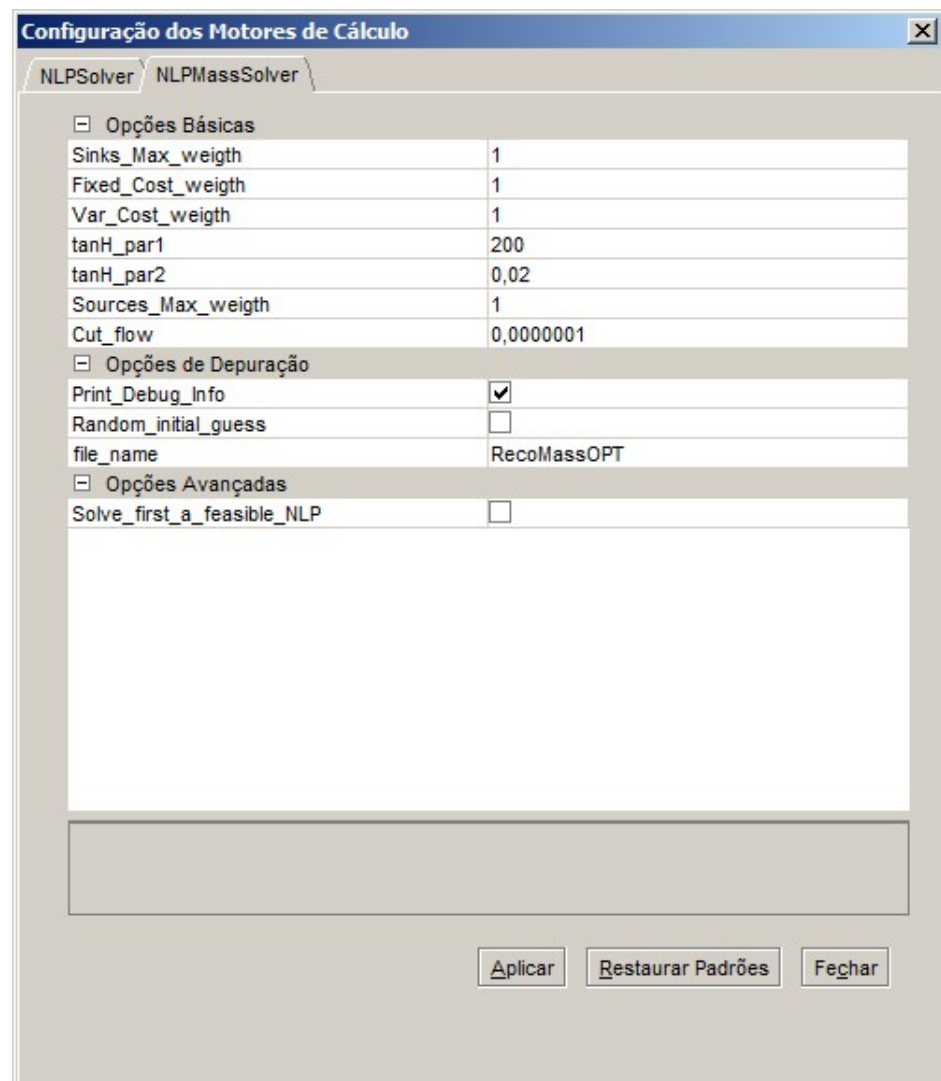 Configuração dos Motores de Cálculo
NLPSolver NLPMassSolver
Opções Básicas
Sinks_Max_weigth 1
Fixed_Cost_weigth 1
Var_Cost_weigth 1
tanH_par1 200
tanH_par2 0,02
Sources_Max_weigth 1
Cut_flow 0,0000001
Opções de Depuração
Print_Debug_Info
Random_initial_guess
file_name RecoMassOPT
Opções Avançadas
Solve_first_a_feasible_NLP
Aplicar Restaurar Padrões Fechar